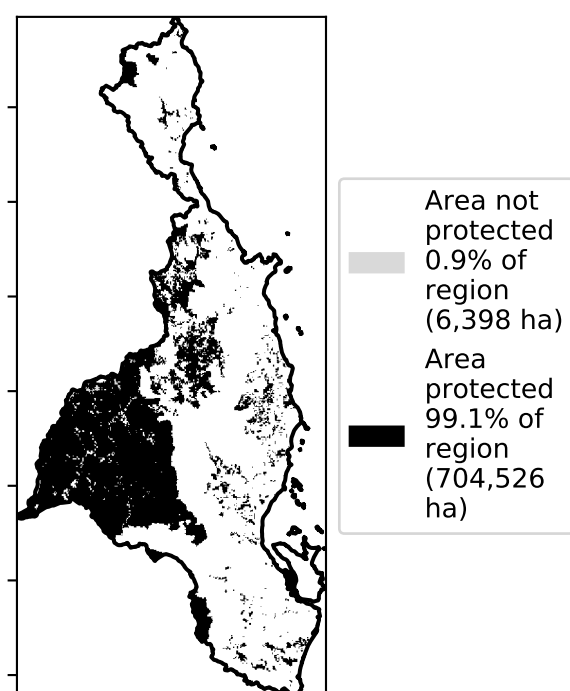 Area not
protected
0.9% of
region
(6,398 ha)
Area
protected
99.1% of
region
(704,526
ha)